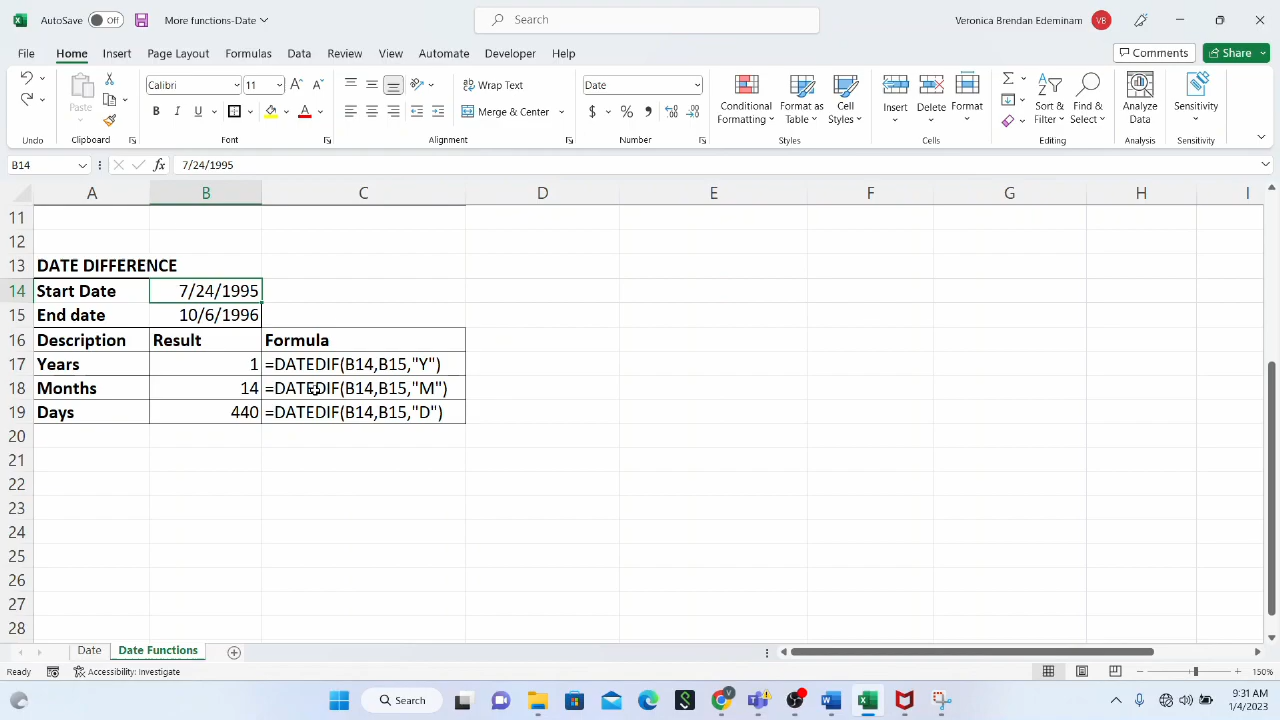 AutoSave Off More functions-Date Search Veronica Brendan Edeminam VB
File Home Insert Page Layout Formulas Data Review View Automate Developer Help Comments Share
Paste Calibri 11 Wrap Text Date Conditional Formatting Format as Table Cell Styles Insert Delete Format Sort & Filter Find & Select Analyze Data Sensitivity
B I U Merge & Center $ %
Undo Clipboard Font Alignment Number Styles Cells Editing Analysis Sensitivity
B14 fx 7/24/1995
A B C D E F G H I
11
12
13 DATE DIFFERENCE
14 Start Date 7/24/1995
15 End date 10/6/1996
16 Description Result Formula
17 Years 1 =DATEDIF(B14,B15,"Y")
18 Months 14 =DATEDIF(B14,B15,"M")
19 Days 440 =DATEDIF(B14,B15,"D")
20
21
22
23
24
25
26
27
28
Date Date Functions
Ready Accessibility: Investigate 150%
Search 9:31 AM
1/4/2023